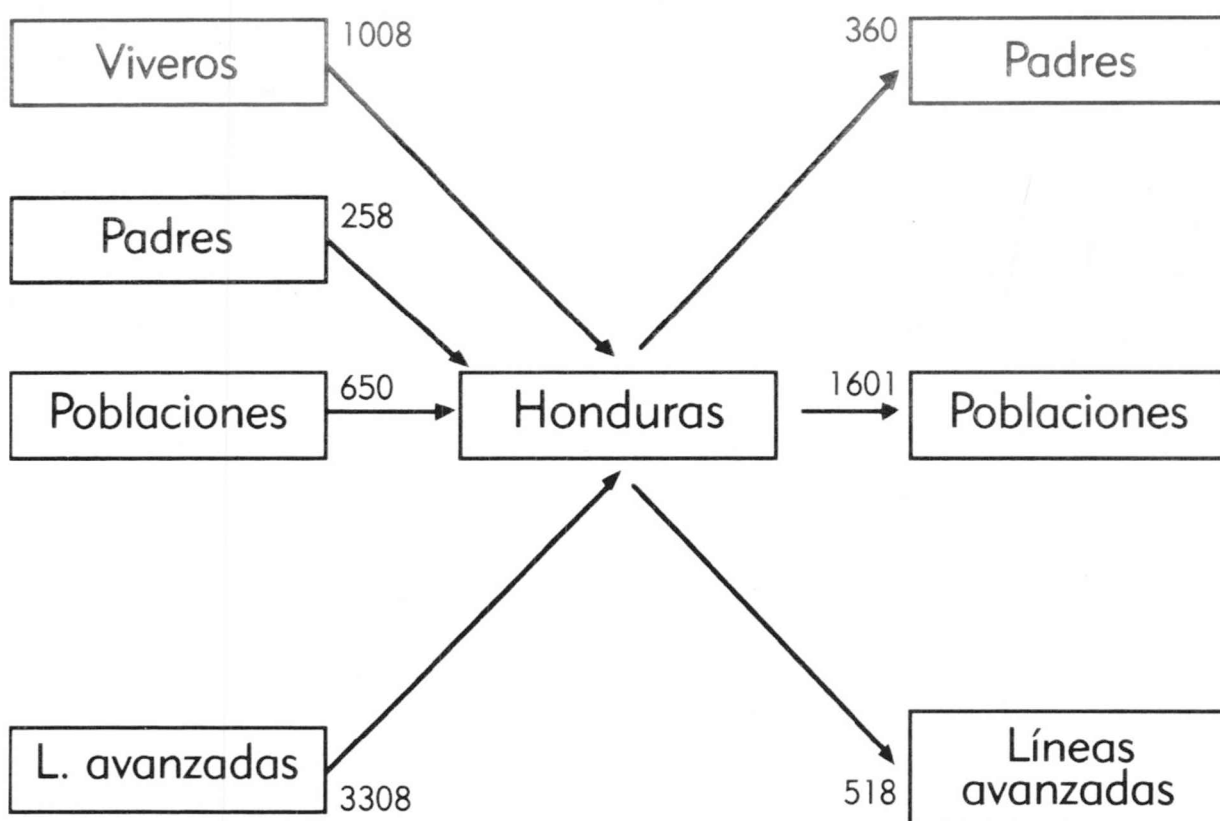 Viveros
1008
360
Padres
Padres
258
Poblaciones
650
Honduras
1601
Poblaciones
L. avanzadas
3308
518
Líneas
avanzadas